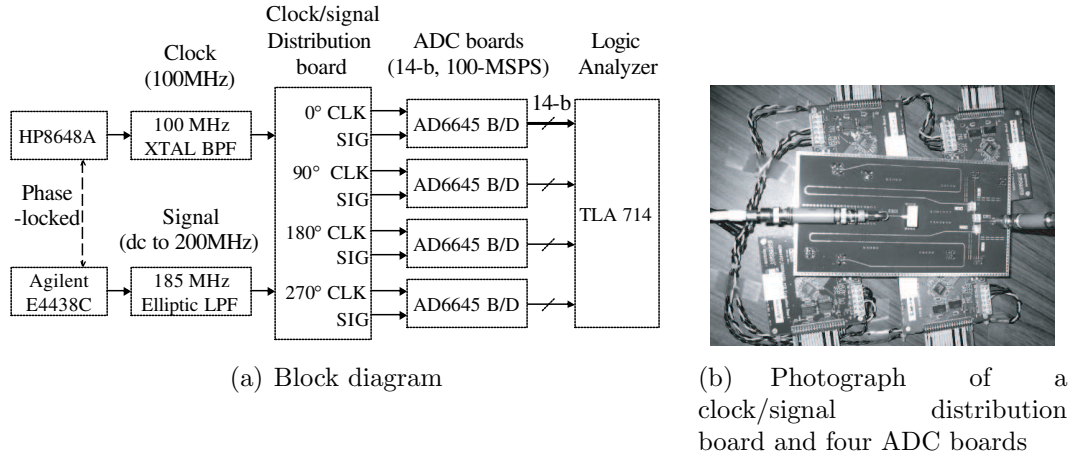 Clock
(100MHz)
Clock/signal
Distribution
board
ADC boards
(14-b, 100-MSPS)
Logic
Analyzer
HP8648A
100 MHz
XTAL BPF
Phase
-locked
Signal
(dc to 200MHz)
Agilent
E4438C
185 MHz
Elliptic LPF
0° CLK
SIG
90° CLK
SIG
180° CLK
SIG
270° CLK
SIG
AD6645 B/D
AD6645 B/D
AD6645 B/D
AD6645 B/D
14-b
TLA 714
(a) Block diagram
(b) Photograph of a
clock/signal distribution
board and four ADC boards